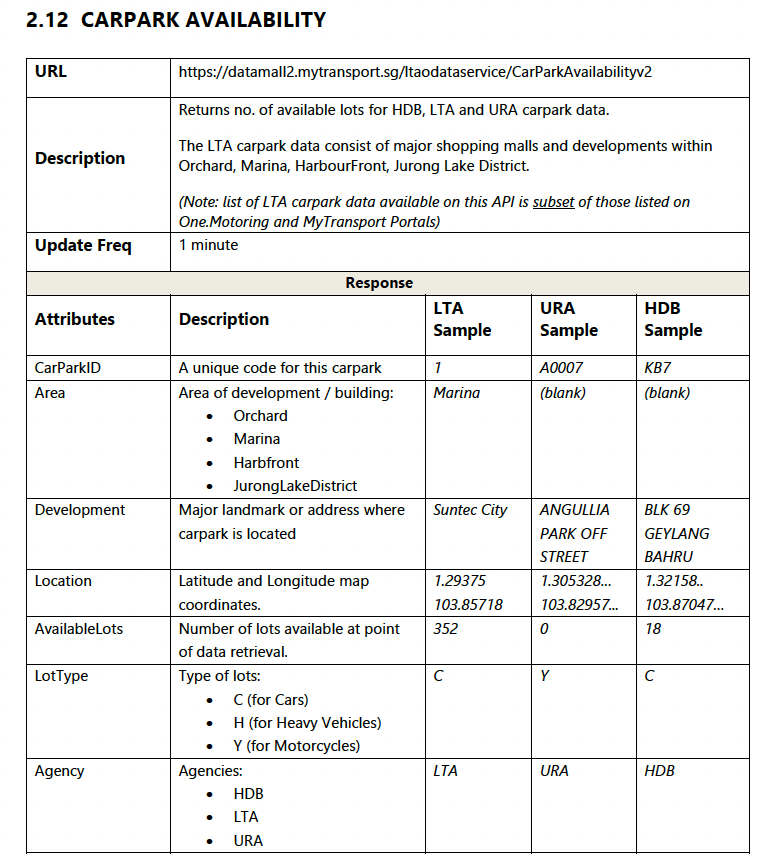 2.12 CARPARK AVAILABILITY
URL https://datamall2.mytransport.sg/ltaodataservice/CarParkAvailabilityv2
Description
Returns no. of available lots for HDB, LTA and URA carpark data.
The LTA carpark data consist of major shopping malls and developments within
Orchard, Marina, HarbourFront, Jurong Lake District.
(Note: list of LTA carpark data available on this API is subset of those listed on
One.Motoring and MyTransport Portals)
Update Freq 1 minute
Response
Attributes Description LTA Sample URA Sample HDB Sample
CarParkID A unique code for this carpark 1 A0007 KB7
Area Area of development / building: Marina (blank) (blank)
• Orchard
• Marina
• Harbfront
• JurongLakeDistrict
Development Major landmark or address where Suntec City ANGULLIA BLK 69
carpark is located PARK OFF GEYLANG
STREET BAHRU
Location Latitude and Longitude map 1.29375 1.305328... 1.32158..
coordinates. 103.85718 103.82957... 103.87047...
AvailableLots Number of lots available at point 352 0 18
of data retrieval.
LotType Type of lots: C Y C
• C (for Cars)
• H (for Heavy Vehicles)
• Y (for Motorcycles)
Agency Agencies: LTA URA HDB
• HDB
• LTA
• URA